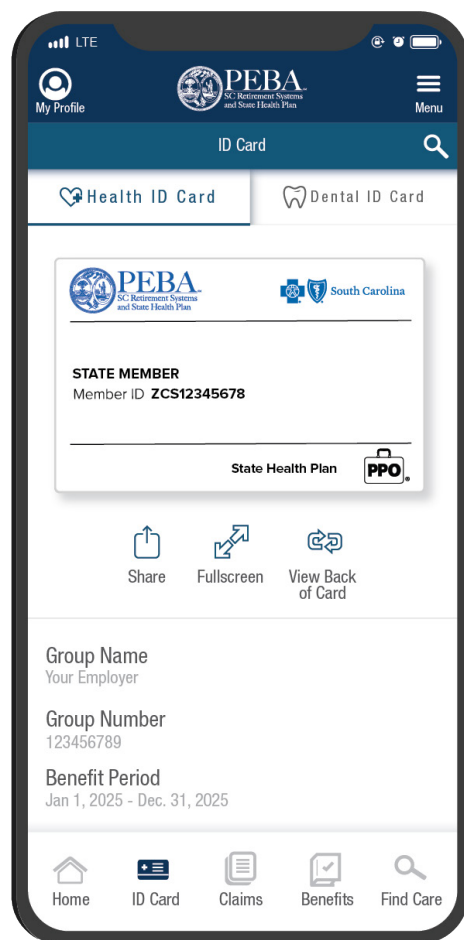 LTE
My Profile
PEBA
SC Retirement Systems
and State Health Plan
Menu
ID Card
Health ID Card
Dental ID Card
PEBA
SC Retirement Systems
and State Health Plan
South Carolina
STATE MEMBER
Member ID ZCS12345678
State Health Plan
PPO®
Share
Fullscreen
View Back
of Card
Group Name
Your Employer
Group Number
123456789
Benefit Period
Jan 1, 2025 - Dec. 31, 2025
Home
ID Card
Claims
Benefits
Find Care